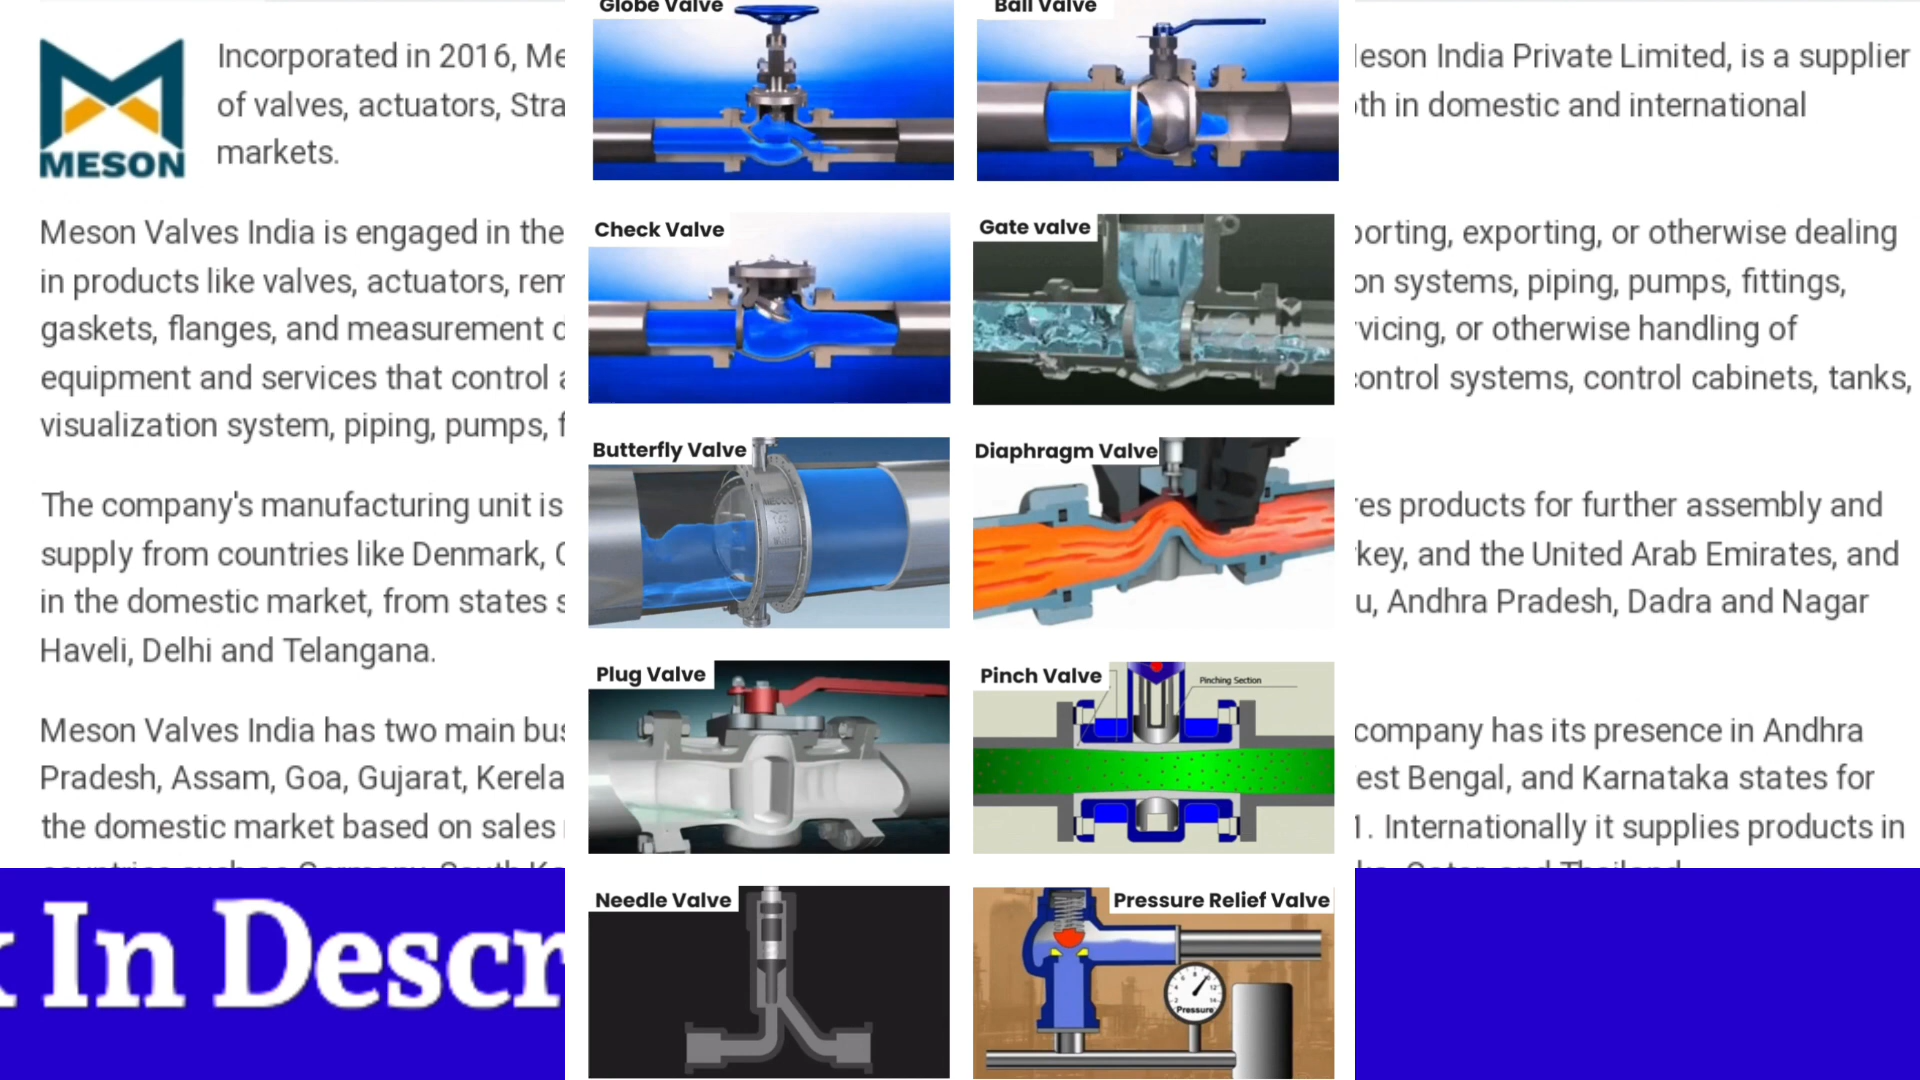 MESON
Incorporated in 2016, Me
of valves, actuators, Stra
markets.
Meson Valves India is engaged in the
in products like valves, actuators, rem
gaskets, flanges, and measurement
equipment and services that control
visualization system, piping, pumps, f
The company's manufacturing unit is
supply from countries like Denmark,
in the domestic market, from states s
Haveli, Delhi and Telangana.
Meson Valves India has two main bus
Pradesh, Assam, Goa, Gujarat, Kerela
the domestic market based on sales
In Descr
Globe Valve
Ball Valve
Check Valve
Gate valve
Butterfly Valve
Diaphragm Valve
Plug Valve
Pinch Valve
Pinching Section
Needle Valve
Pressure Relief Valve
Pressure
leson India Private Limited, is a supplier
th in domestic and international
orting, exporting, or otherwise dealing
on systems, piping, pumps, fittings,
vicing, or otherwise handling of
control systems, control cabinets, tanks,
es products for further assembly and
key, and the United Arab Emirates, and
u, Andhra Pradesh, Dadra and Nagar
company has its presence in Andhra
est Bengal, and Karnataka states for
1. Internationally it supplies products in